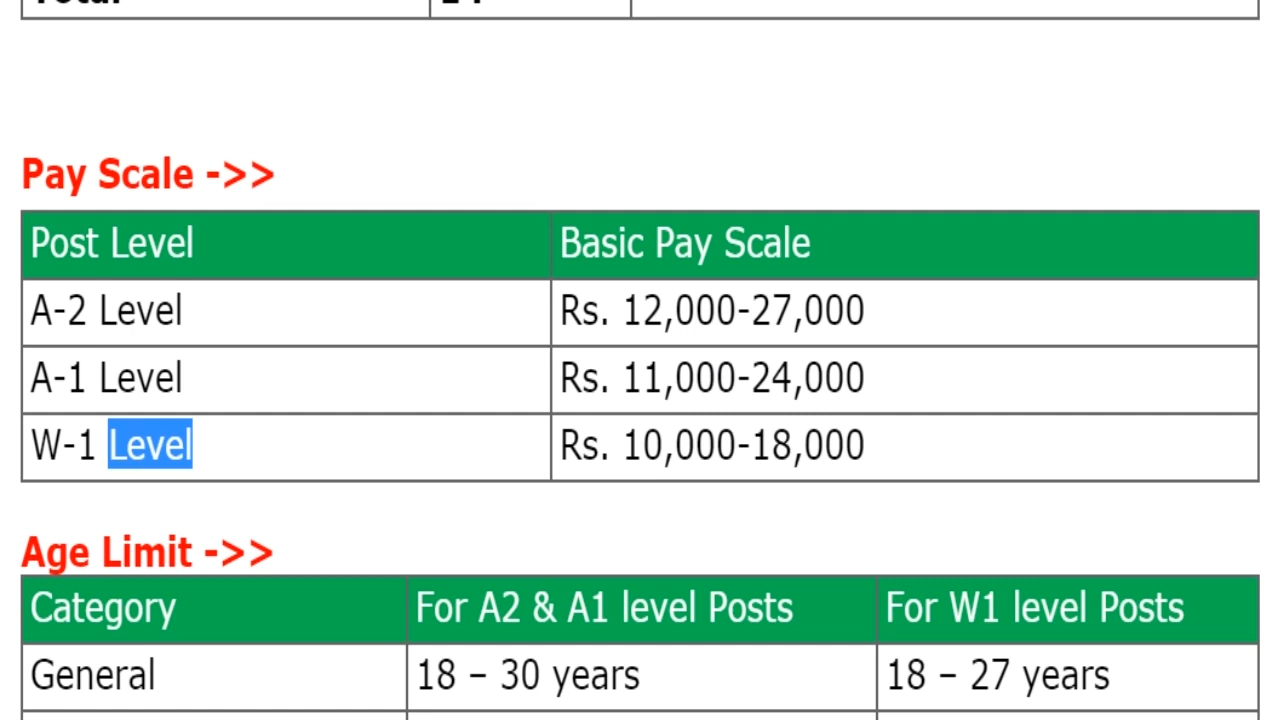 Pay Scale ->>
Post Level Basic Pay Scale
A-2 Level Rs. 12,000-27,000
A-1 Level Rs. 11,000-24,000
W-1 Level Rs. 10,000-18,000
Age Limit ->>
Category For A2 & A1 level Posts For W1 level Posts
General 18 – 30 years 18 – 27 years